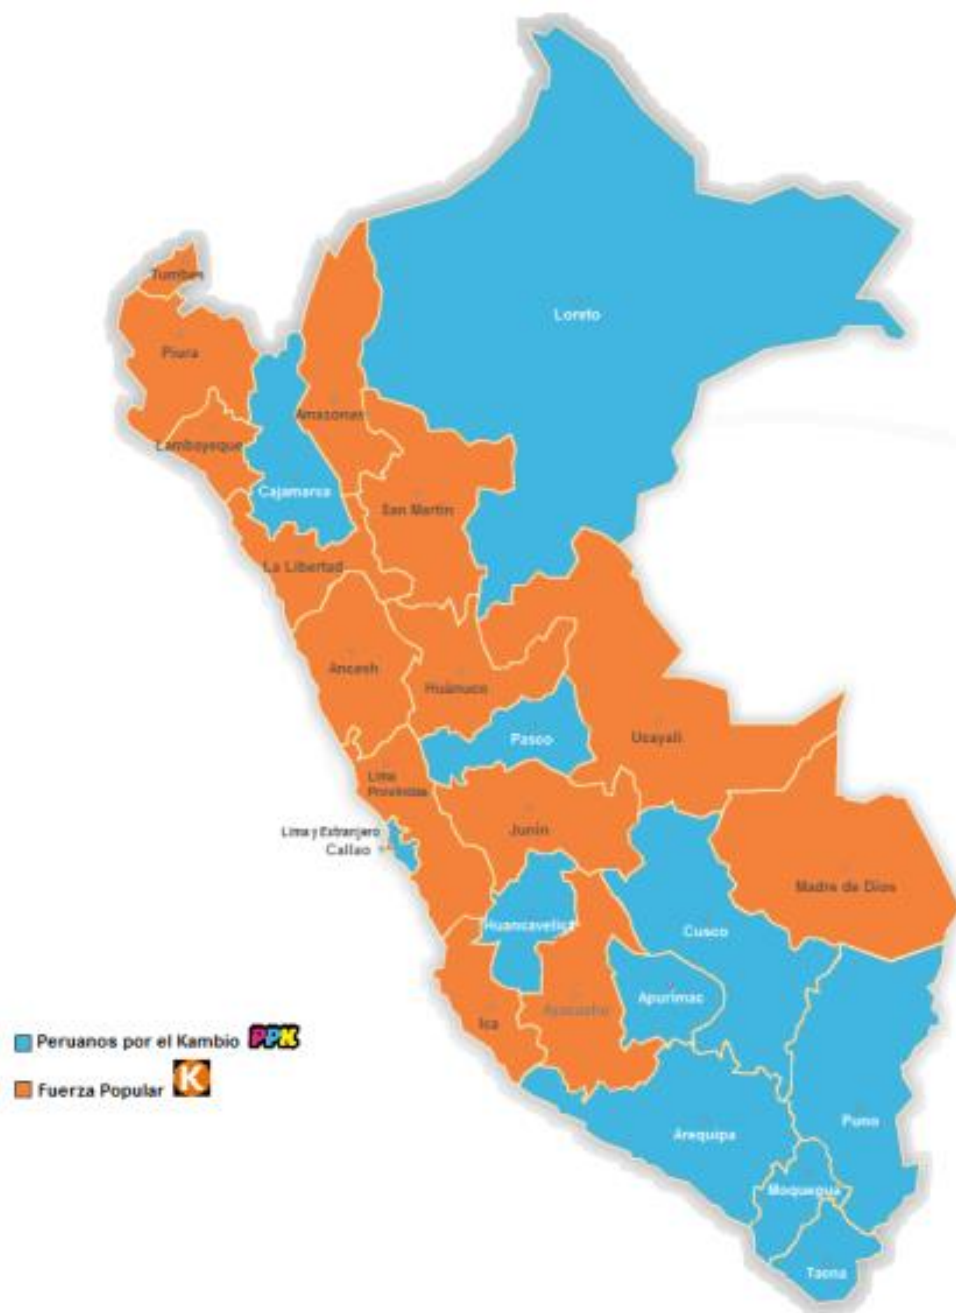 Tumbes
Piura
Loreto
Amazonas
Lambayeque
Cajamarca
San Martin
La Libertad
Ancash
Huánuco
Pasco
Ucayali
Lima
Provincias
Junín
Lima y Extranjero
Callao
Madre de Dios
Huancavelica
Cusco
Apurimac
Ayacucho
Ica
Peruanos por el Kambio PPK
Fuerza Popular K
Arequipa
Puno
Moquegua
Tacna